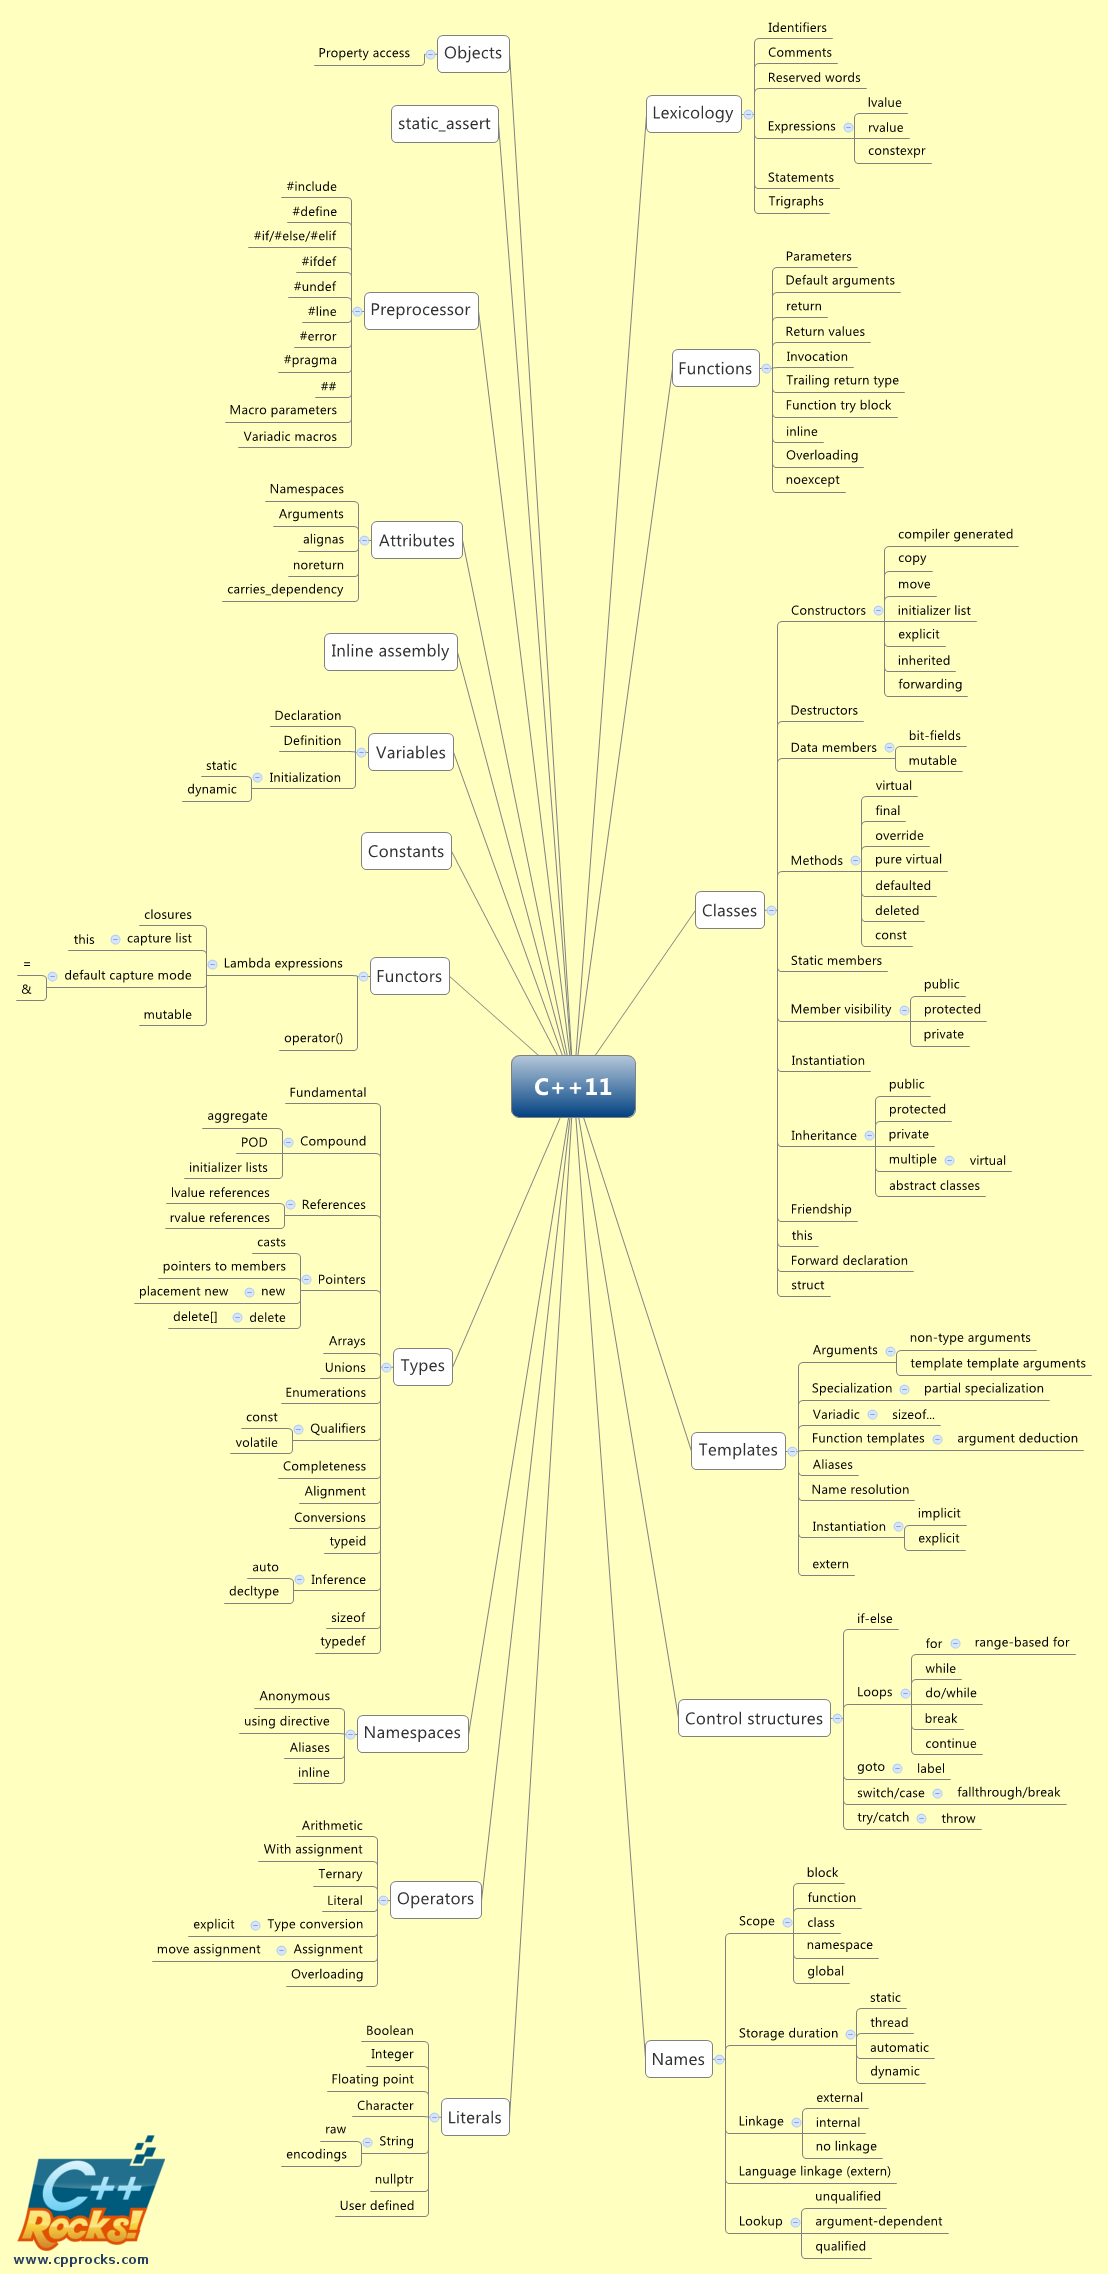 C++11
Objects
Property access
static_assert
Preprocessor
#include
#define
#if/#else/#elif
#ifdef
#undef
#line
#error
#pragma
##
Macro parameters
Variadic macros
Attributes
Namespaces
Arguments
alignas
noreturn
carries_dependency
Inline assembly
Variables
Declaration
Definition
Initialization
static
dynamic
Constants
Functors
Lambda expressions
closures
capture list
this
default capture mode
=
&
mutable
operator()
Types
Fundamental
Compound
aggregate
POD
initializer lists
References
lvalue references
rvalue references
Pointers
casts
pointers to members
new
placement new
delete
delete[]
Arrays
Unions
Enumerations
Qualifiers
const
volatile
Completeness
Alignment
Conversions
typeid
Inference
auto
decltype
sizeof
typedef
Namespaces
Anonymous
using directive
Aliases
inline
Operators
Arithmetic
With assignment
Ternary
Literal
Type conversion
explicit
Assignment
move assignment
Overloading
Literals
Boolean
Integer
Floating point
Character
String
raw
encodings
nullptr
User defined
Lexicology
Identifiers
Comments
Reserved words
Expressions
lvalue
rvalue
constexpr
Statements
Trigraphs
Functions
Parameters
Default arguments
return
Return values
Invocation
Trailing return type
Function try block
inline
Overloading
noexcept
Classes
Constructors
compiler generated
copy
move
initializer list
explicit
inherited
forwarding
Destructors
Data members
bit-fields
mutable
Methods
virtual
final
override
pure virtual
defaulted
deleted
const
Static members
Member visibility
public
protected
private
Instantiation
Inheritance
public
protected
private
multiple
virtual
abstract classes
Friendship
this
Forward declaration
struct
Templates
Arguments
non-type arguments
template template arguments
Specialization
partial specialization
Variadic
sizeof...
Function templates
argument deduction
Aliases
Name resolution
Instantiation
implicit
explicit
extern
Control structures
if-else
Loops
for
range-based for
while
do/while
break
continue
goto
label
switch/case
fallthrough/break
try/catch
throw
Names
Scope
block
function
class
namespace
global
Storage duration
static
thread
automatic
dynamic
Linkage
external
internal
no linkage
Language linkage (extern)
Lookup
unqualified
argument-dependent
qualified
C++
Rocks!
www.cpprocks.com